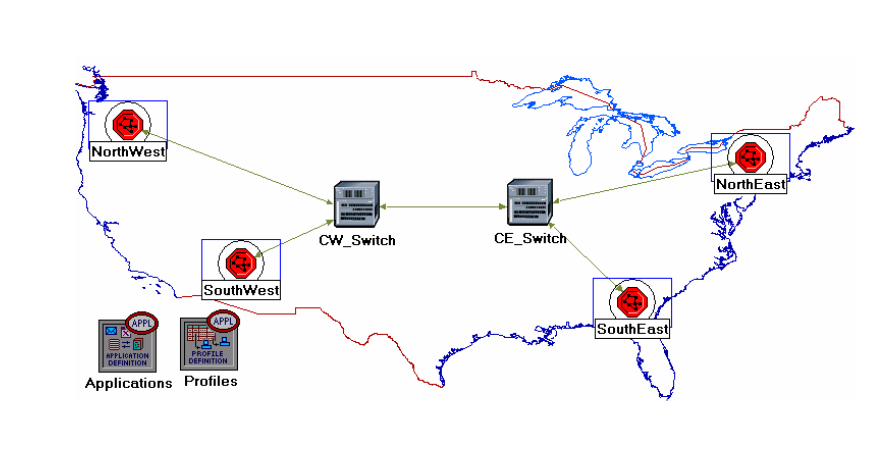 NorthWest
NorthEast
CW_Switch
CE_Switch
SouthWest
SouthEast
APPL
APPLICATION
DEFINITION
Applications
APPL
PROFILE
DEFINITION
Profiles